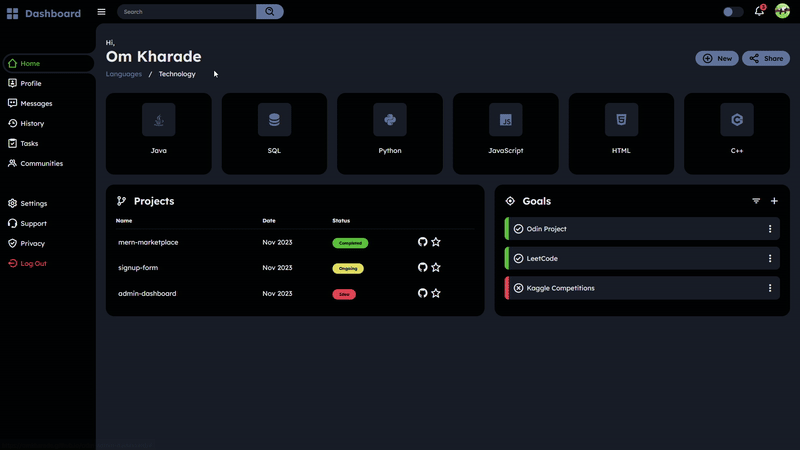 Dashboard
Search
2
Home
Profile
Messages
History
Tasks
Communities
Settings
Support
Privacy
Log Out
Hi,
Om Kharade
Languages / Technology
New
Share
Java
SQL
Python
JS
JavaScript
HTML
C++
Projects
Name Date Status
mern-marketplace Nov 2023 Completed
signup-form Nov 2023 Ongoing
admin-dashboard Nov 2023 Idea
Goals
Odin Project
LeetCode
Kaggle Competitions